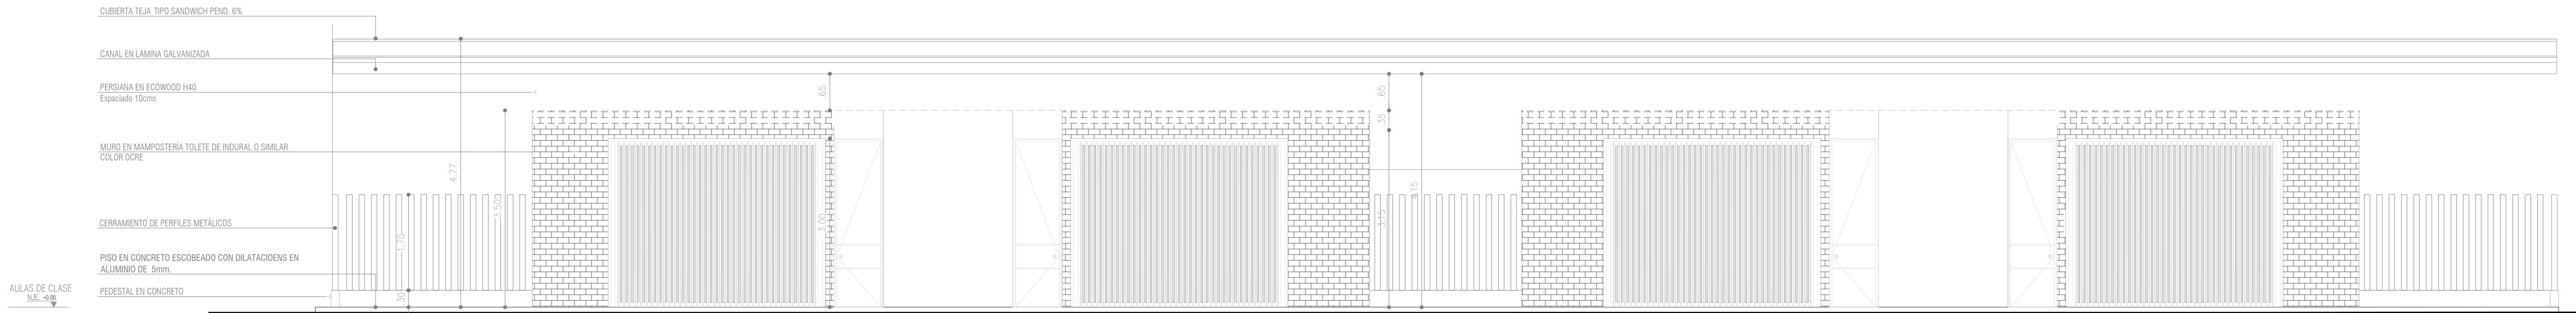 CUBIERTA TEJA TIPO SANDWICH PEND. 6%
CANAL EN LAMINA GALVANIZADA
PERSIANA EN ECOWOOD H40
Espaciado 10cms
MURO EN MAMPOSTERÍA TOLETE DE INDURAL O SIMILAR
COLOR OCRE
CERRAMIENTO DE PERFILES METÁLICOS
PISO EN CONCRETO ESCOBEADO CON DILATACIOENS EN
ALUMINIO DE 5mm.
PEDESTAL EN CONCRETO
AULAS DE CLASE
N.E. +0.00
1.70
.30
4.77
3.50
.65
3.00
.65
.35
3.15
4.15